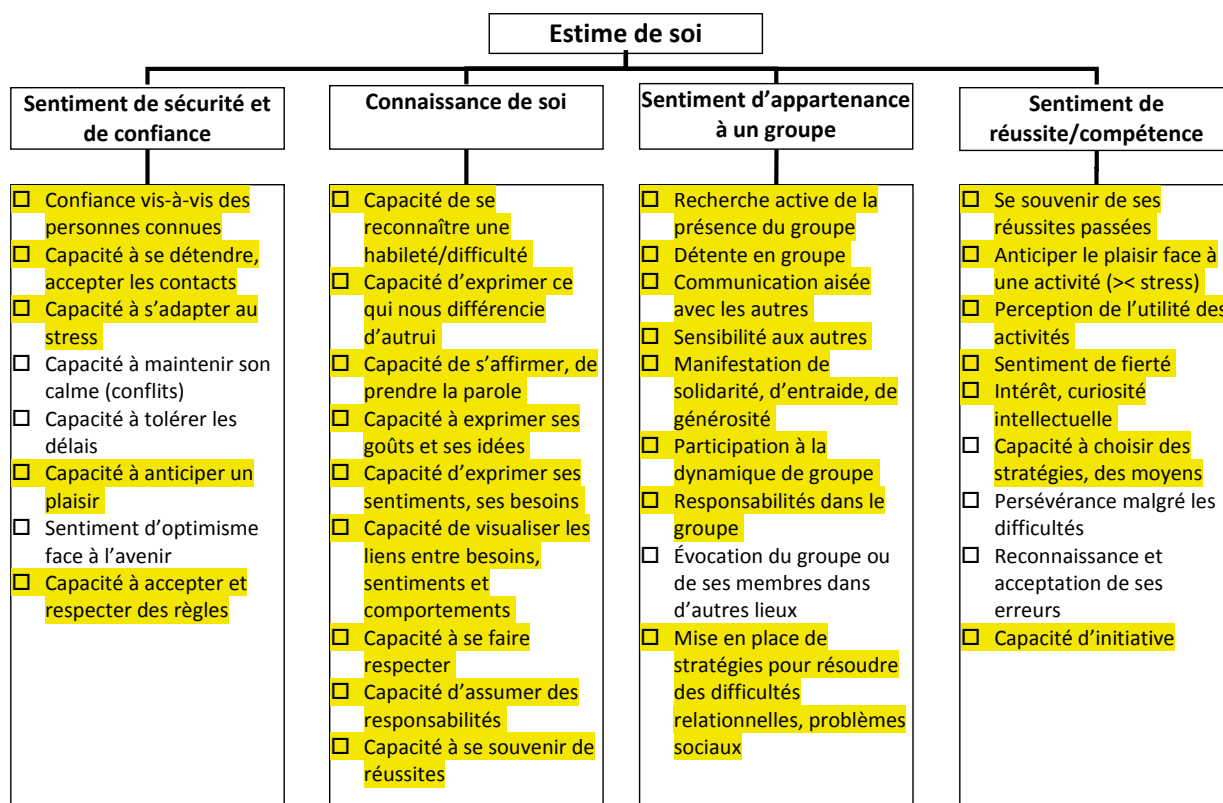 Estime de soi
Sentiment de sécurité et
de confiance
☐ Confiance vis-à-vis des
personnes connues
☐ Capacité à se détendre,
accepter les contacts
☐ Capacité à s’adapter au
stress
☐ Capacité à maintenir son
calme (conflits)
☐ Capacité à tolérer les
délais
☐ Capacité à anticiper un
plaisir
☐ Sentiment d’optimisme
face à l’avenir
☐ Capacité à accepter et
respecter des règles
Connaissance de soi
☐ Capacité de se
reconnaître une
habileté/difficulté
☐ Capacité d’exprimer ce
qui nous différencie
d’autrui
☐ Capacité de s’affirmer, de
prendre la parole
☐ Capacité à exprimer ses
goûts et ses idées
☐ Capacité d’exprimer ses
sentiments, ses besoins
☐ Capacité de visualiser les
liens entre besoins,
sentiments et
comportements
☐ Capacité à se faire
respecter
☐ Capacité d’assumer des
responsabilités
☐ Capacité à se souvenir de
réussites
Sentiment d’appartenance
à un groupe
☐ Recherche active de la
présence du groupe
☐ Détente en groupe
☐ Communication aisée
avec les autres
☐ Sensibilité aux autres
☐ Manifestation de
solidarité, d’entraide, de
générosité
☐ Participation à la
dynamique de groupe
☐ Responsabilités dans le
groupe
☐ Évocation du groupe ou
de ses membres dans
d’autres lieux
☐ Mise en place de
stratégies pour résoudre
des difficultés
relationnelles, problèmes
sociaux
Sentiment de
réussite/compétence
☐ Se souvenir de ses
réussites passées
☐ Anticiper le plaisir face à
une activité (>< stress)
☐ Perception de l’utilité des
activités
☐ Sentiment de fierté
☐ Intérêt, curiosité
intellectuelle
☐ Capacité à choisir des
stratégies, des moyens
☐ Persévérance malgré les
difficultés
☐ Reconnaissance et
acceptation de ses
erreurs
☐ Capacité d’initiative